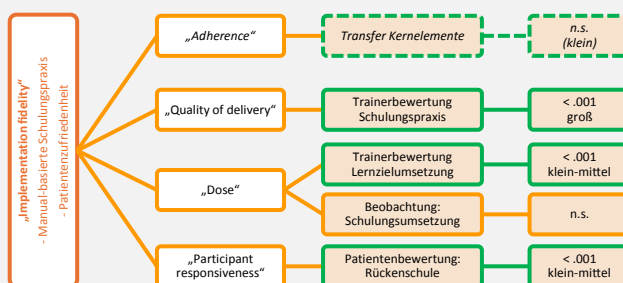 „Implementation fidelity“
- Manual-basierte Schulungspraxis
- Patientenzufriedenheit
„Adherence“
Transfer Kernelemente
n.s.
(klein)
„Quality of delivery“
Trainerbewertung
Schulungspraxis
< .001
groß
„Dose“
Trainerbewertung
Lernzielumsetzung
< .001
klein-mittel
Beobachtung:
Schulungsumsetzung
n.s.
„Participant
responsiveness“
Patientenbewertung:
Rückenschule
< .001
klein-mittel